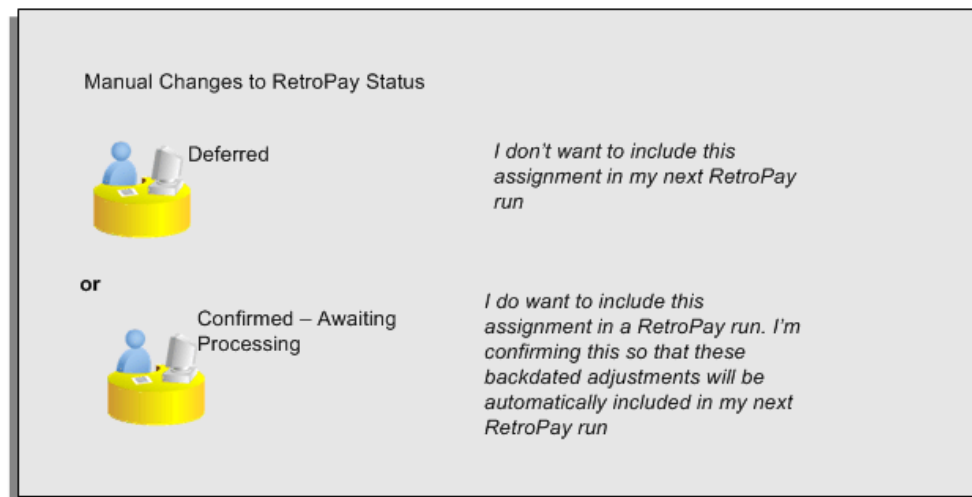 Manual Changes to RetroPay Status
Deferred
I don't want to include this
assignment in my next RetroPay
run
or
Confirmed – Awaiting
Processing
I do want to include this
assignment in a RetroPay run. I'm
confirming this so that these
backdated adjustments will be
automatically included in my next
RetroPay run